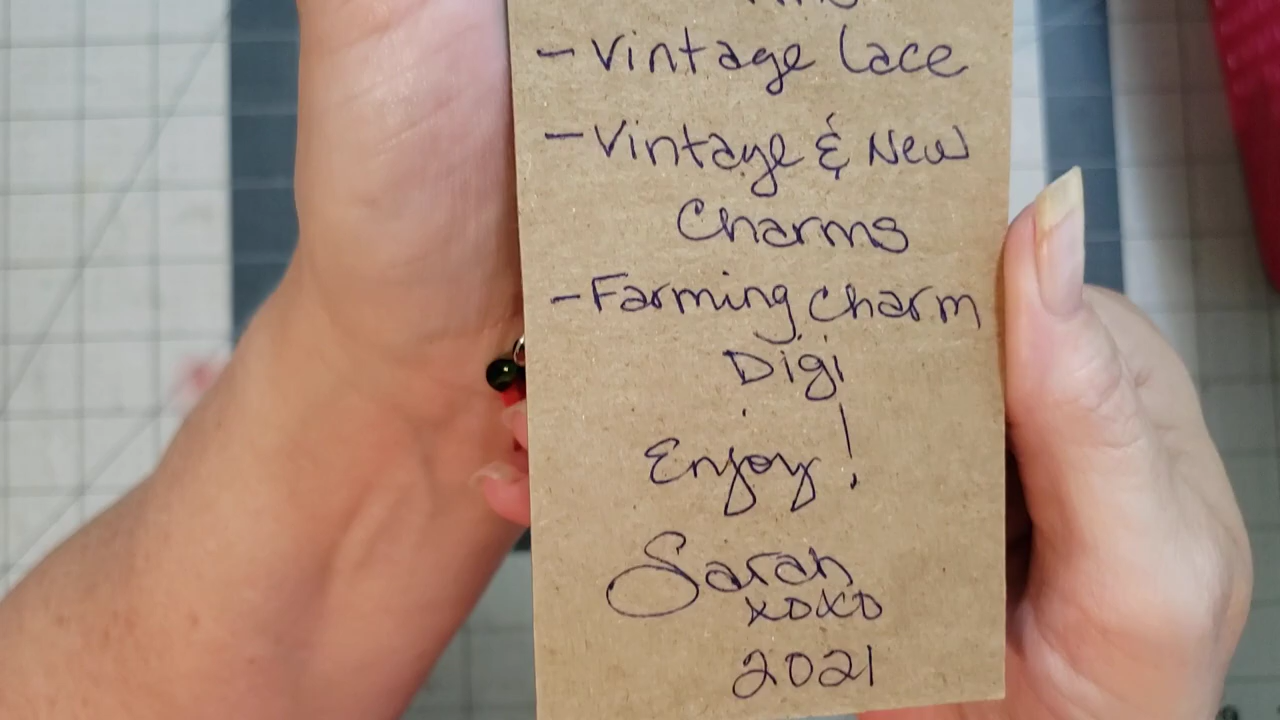 - Vintage Lace
- Vintage & New
Charms
- Farming Charm
Digi
Enjoy!
Sarah
xoxo
2021